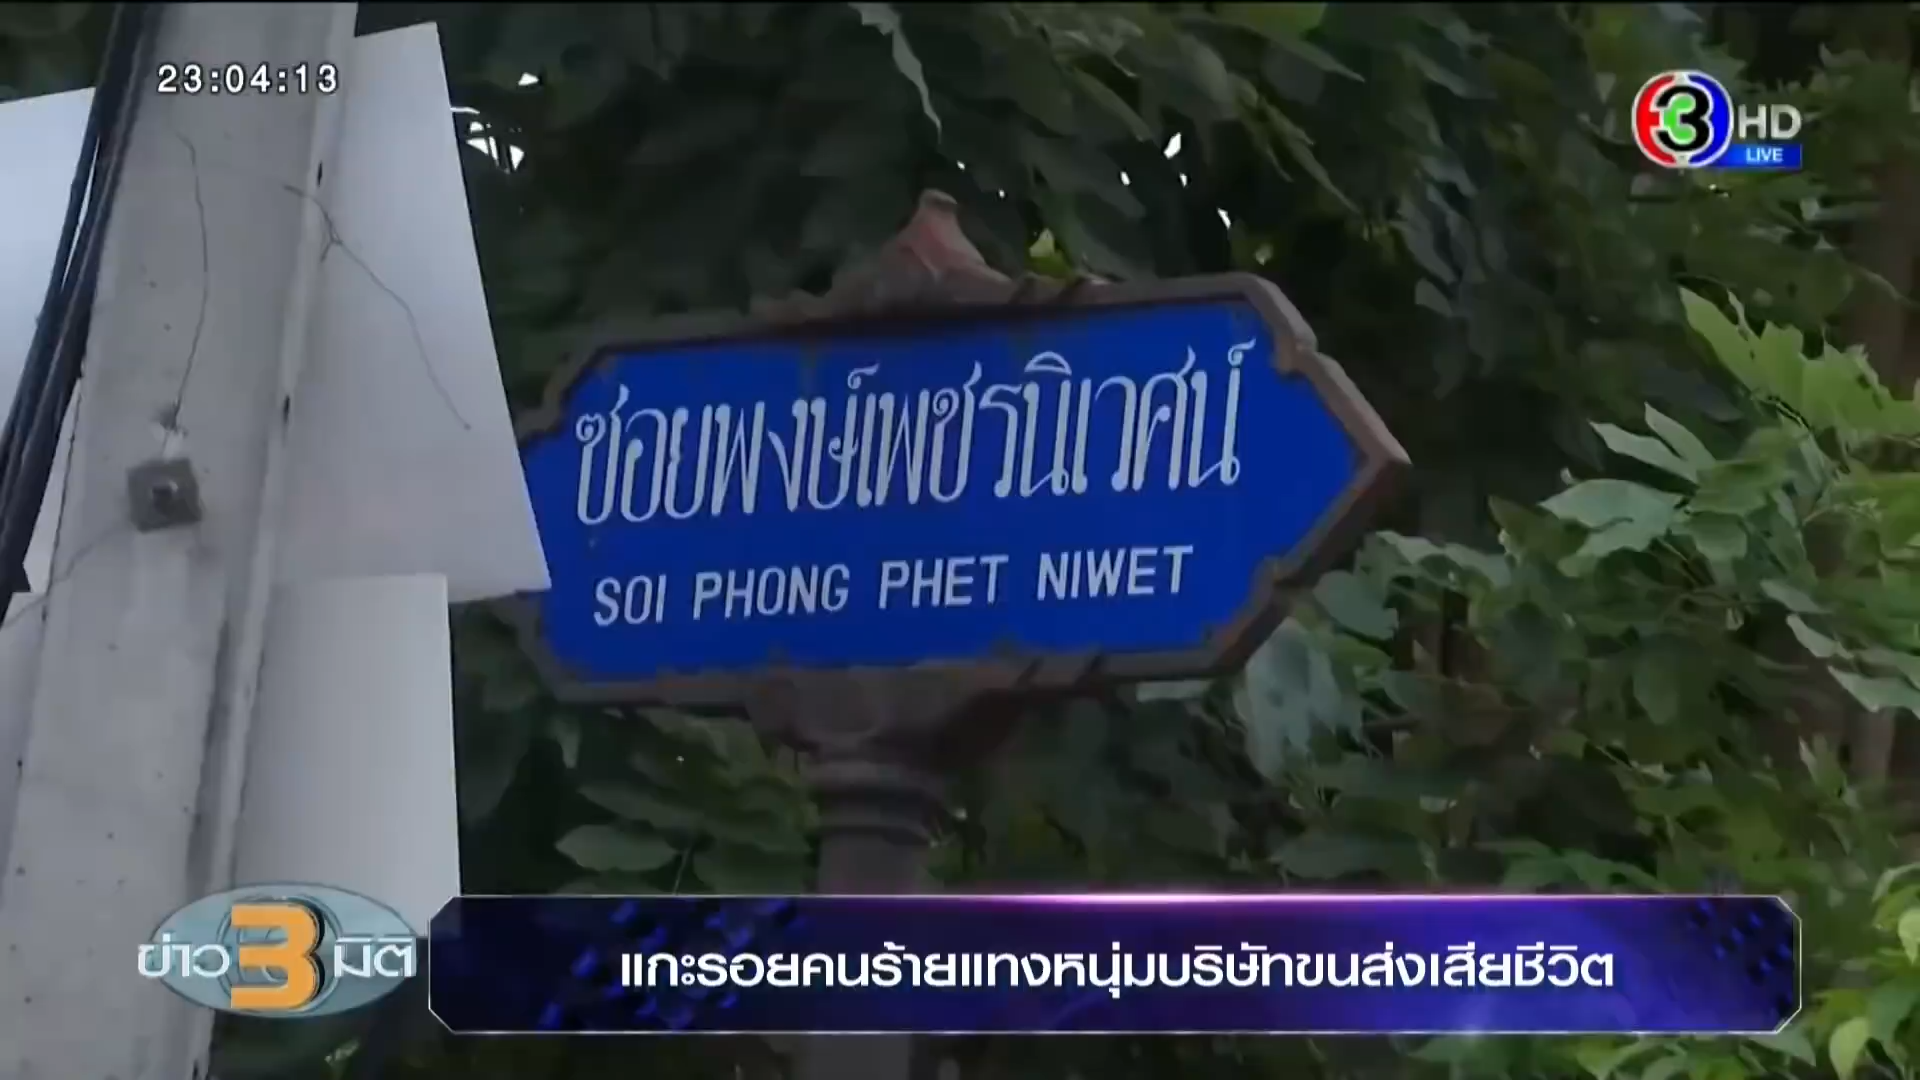 23:04:13
3 HD
LIVE
ซอยพงษ์เพชรนิเวศน์
SOI PHONG PHET NIWET
ข่าว 3 มิติ
แกะรอยคนร้ายแทงหนุ่มบริษัทขนส่งเสียชีวิต